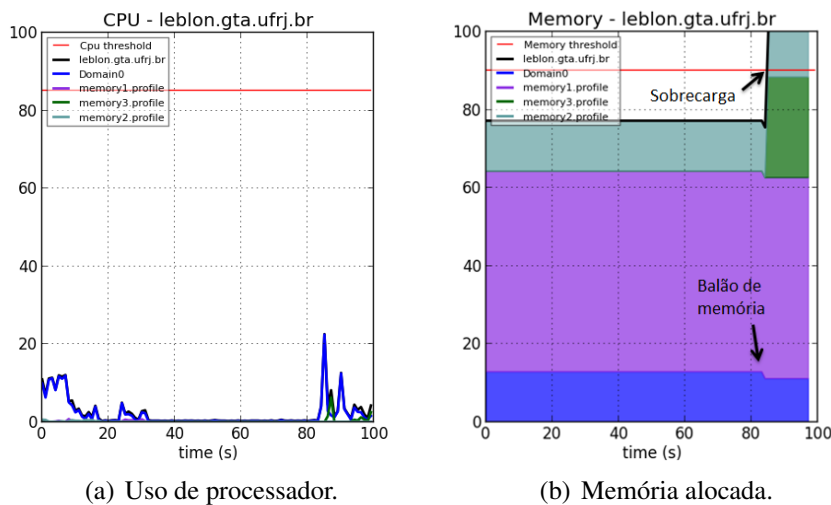 CPU - leblon.gta.ufrj.br
100
80
60
40
20
0
Cpu threshold
leblon.gta.ufrj.br
Domain0
memory1.profile
memory3.profile
memory2.profile
0 20 40 60 80 100
time (s)
(a) Uso de processador.
Memory - leblon.gta.ufrj.br
100
80
60
40
20
0
Memory threshold
leblon.gta.ufrj.br
Domain0
memory1.profile
memory3.profile
memory2.profile
Sobrecarga
Balão de
memória
0 20 40 60 80 100
time (s)
(b) Memória alocada.